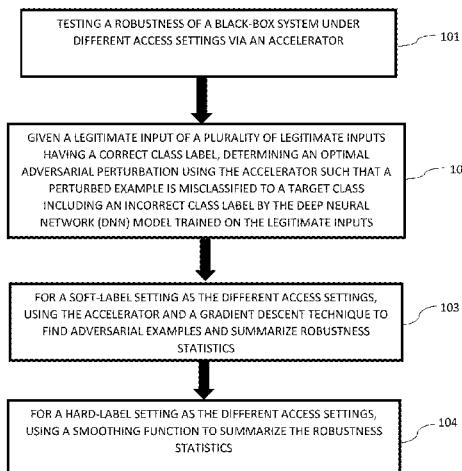 TESTING A ROBUSTNESS OF A BLACK-BOX SYSTEM UNDER
DIFFERENT ACCESS SETTINGS VIA AN ACCELERATOR
101
GIVEN A LEGITIMATE INPUT OF A PLURALITY OF LEGITIMATE INPUTS
HAVING A CORRECT CLASS LABEL, DETERMINING AN OPTIMAL
ADVERSARIAL PERTURBATION USING THE ACCELERATOR SUCH THAT A
PERTURBED EXAMPLE IS MISCLASSIFIED TO A TARGET CLASS
INCLUDING AN INCORRECT CLASS LABEL BY THE DEEP NEURAL
NETWORK (DNN) MODEL TRAINED ON THE LEGITIMATE INPUTS
10
FOR A SOFT-LABEL SETTING AS THE DIFFERENT ACCESS SETTINGS,
USING THE ACCELERATOR AND A GRADIENT DESCENT TECHNIQUE TO
FIND ADVERSARIAL EXAMPLES AND SUMMARIZE ROBUSTNESS
STATISTICS
103
FOR A HARD-LABEL SETTING AS THE DIFFERENT ACCESS SETTINGS,
USING A SMOOTHING FUNCTION TO SUMMARIZE THE ROBUSTNESS
STATISTICS
104